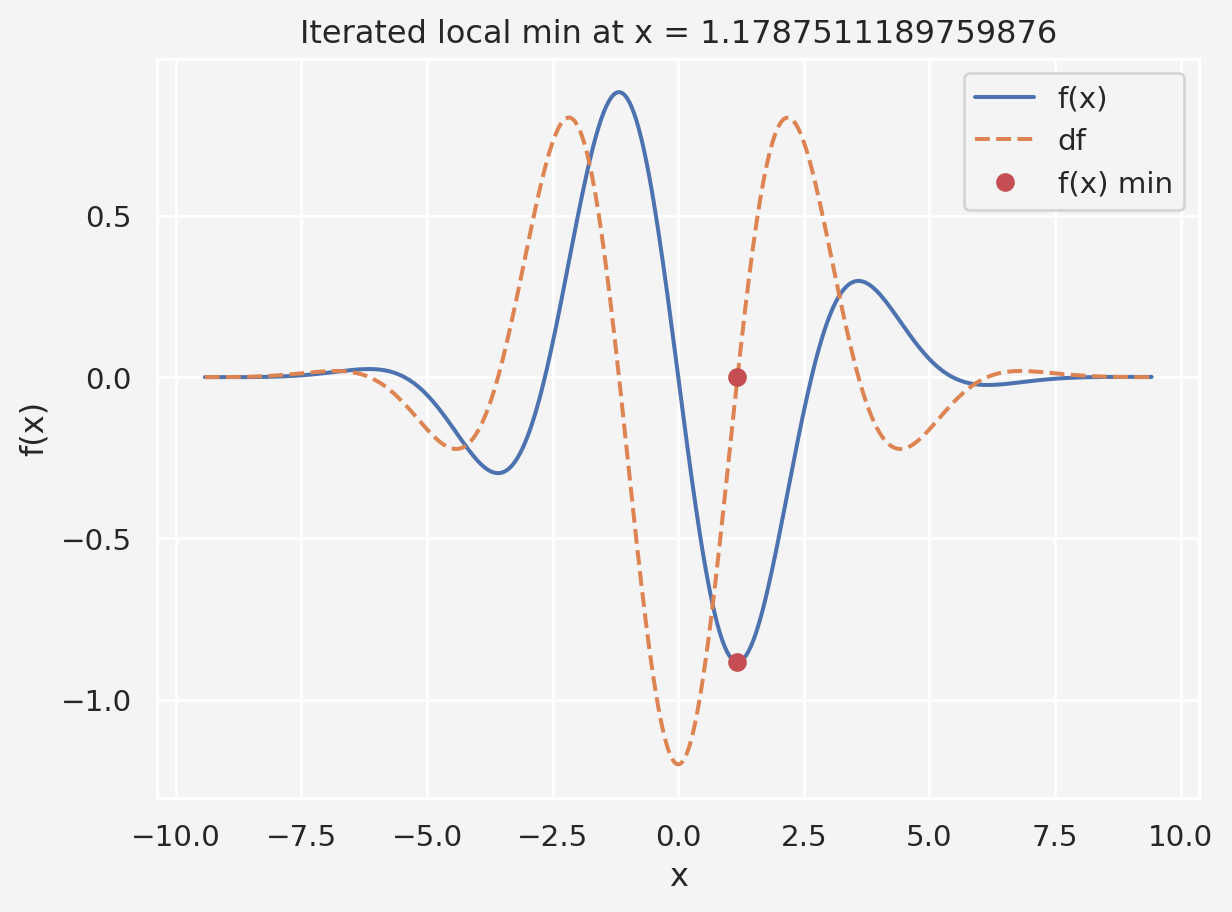 Iterated local min at x = 1.1787511189759876
f(x)
df
f(x) min
0.5
0.0
−0.5
−1.0
f(x)
−10.0 −7.5 −5.0 −2.5 0.0 2.5 5.0 7.5 10.0
x